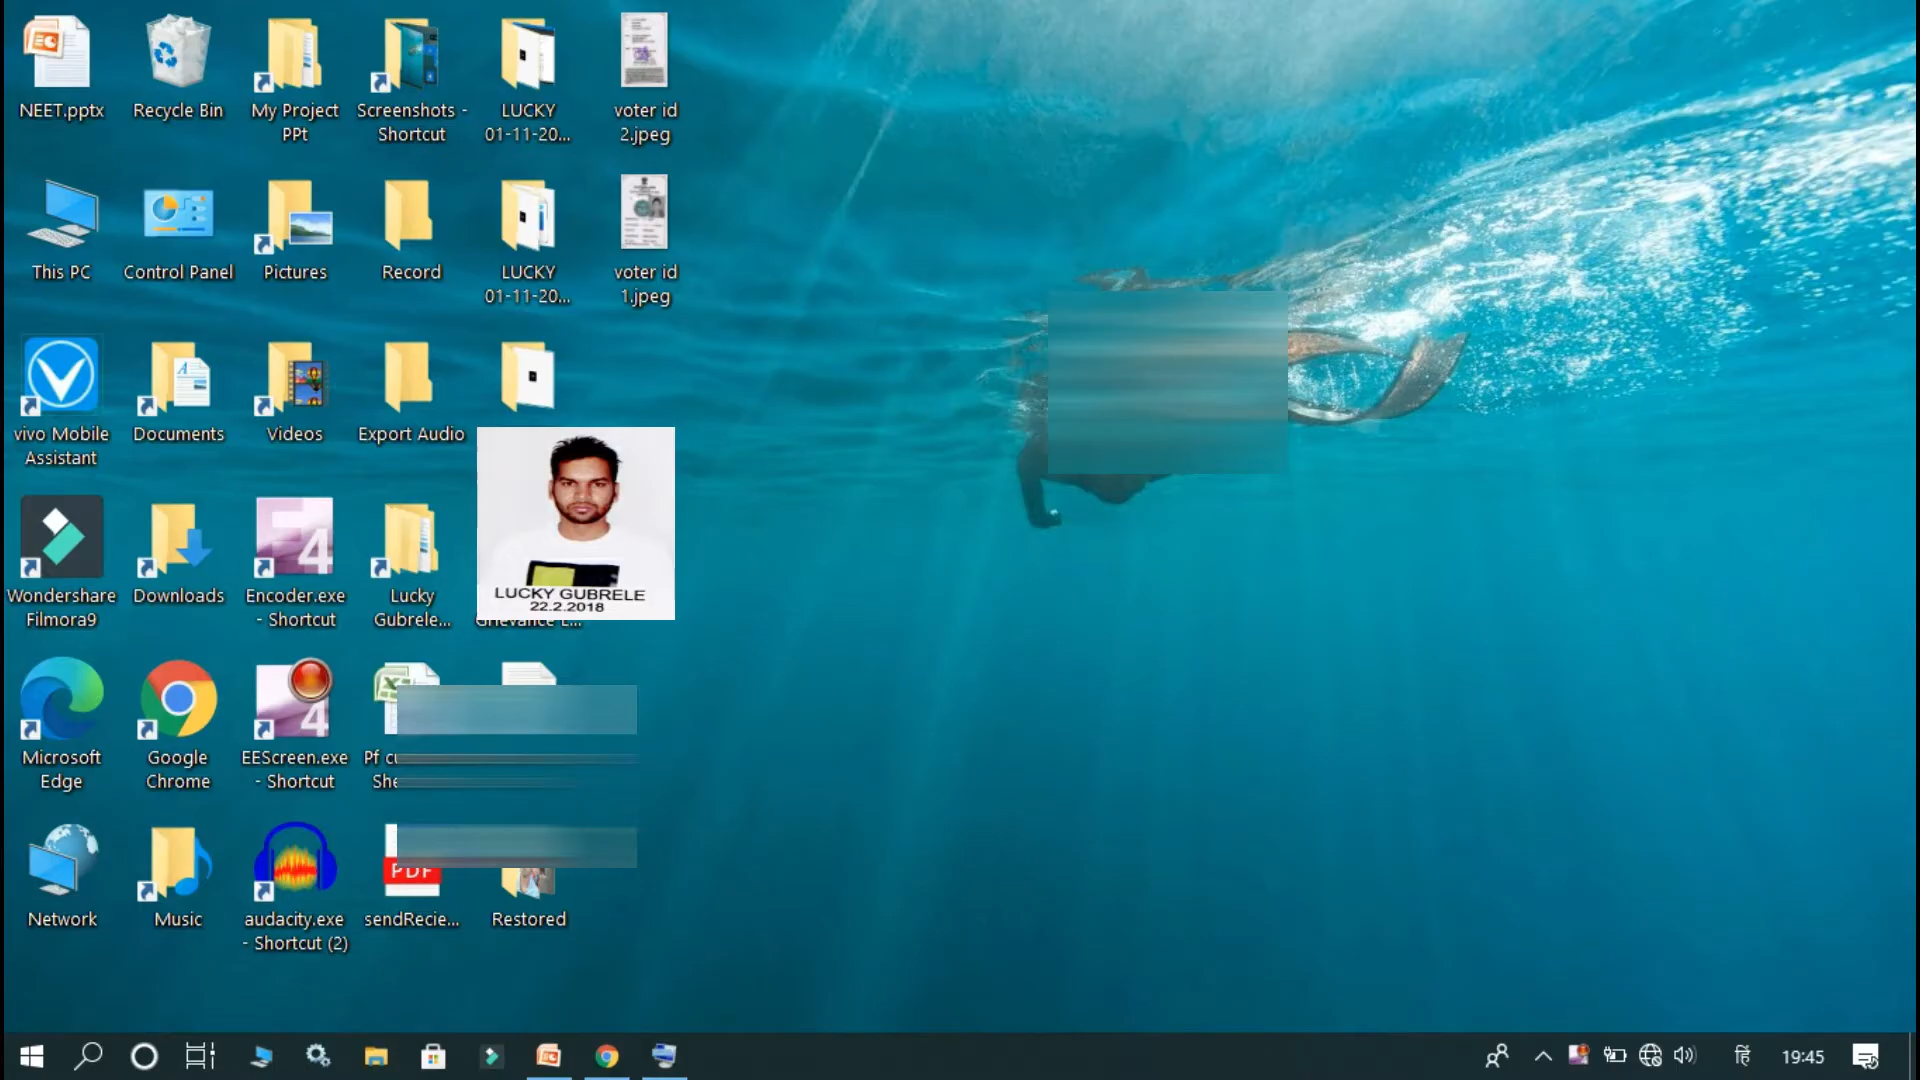 NEET.pptx
Recycle Bin
My Project
PPt
Screenshots -
Shortcut
LUCKY
01-11-20...
voter id
2.jpeg
This PC
Control Panel
Pictures
Record
LUCKY
01-11-20...
voter id
1.jpeg
vivo Mobile
Assistant
Documents
Videos
Export Audio
Wondershare
Filmora9
Downloads
Encoder.exe
- Shortcut
Lucky
Gubrele...
LUCKY GUBRELE
22.2.2018
Grievance L...
Microsoft
Edge
Google
Chrome
EEScreen.exe
- Shortcut
Pf
Network
Music
audacity.exe
- Shortcut (2)
PDF
sendRecie...
Restored
हिं
19:45